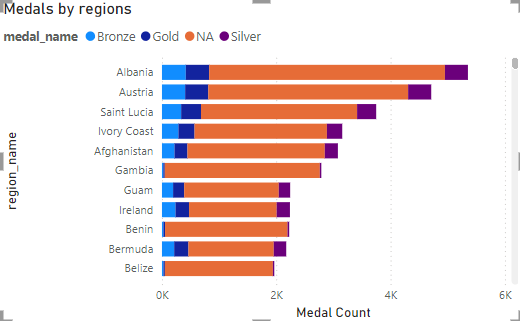 Medals by regions
medal_name Bronze Gold NA Silver
region_name
Albania
Austria
Saint Lucia
Ivory Coast
Afghanistan
Gambia
Guam
Ireland
Benin
Bermuda
Belize
0K 2K 4K 6K
Medal Count